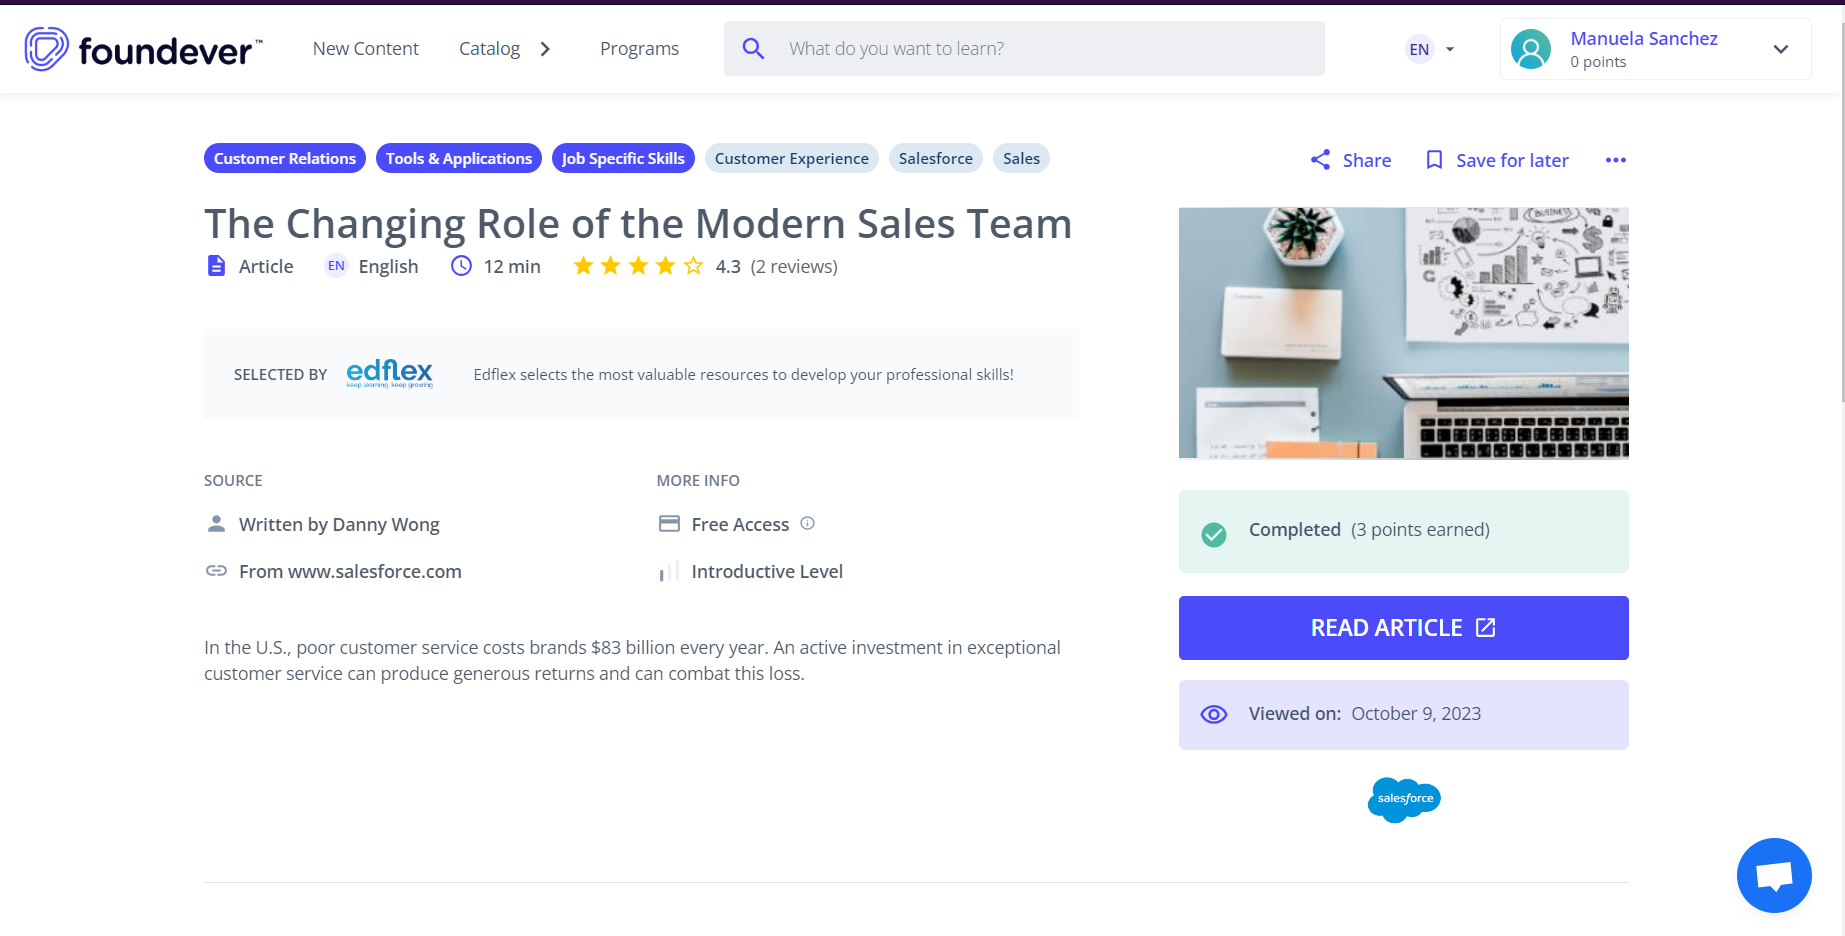 foundever™
New Content
Catalog
Programs
What do you want to learn?
EN
Manuela Sanchez
0 points
Customer Relations
Tools & Applications
Job Specific Skills
Customer Experience
Salesforce
Sales
Share
Save for later
The Changing Role of the Modern Sales Team
Article
EN English
12 min
4.3 (2 reviews)
BUSINESS
SELECTED BY
edflex
keep learning, keep growing
Edflex selects the most valuable resources to develop your professional skills!
SOURCE
Written by Danny Wong
From www.salesforce.com
MORE INFO
Free Access
Introductive Level
In the U.S., poor customer service costs brands $83 billion every year. An active investment in exceptional
customer service can produce generous returns and can combat this loss.
Completed (3 points earned)
READ ARTICLE
Viewed on: October 9, 2023
salesforce